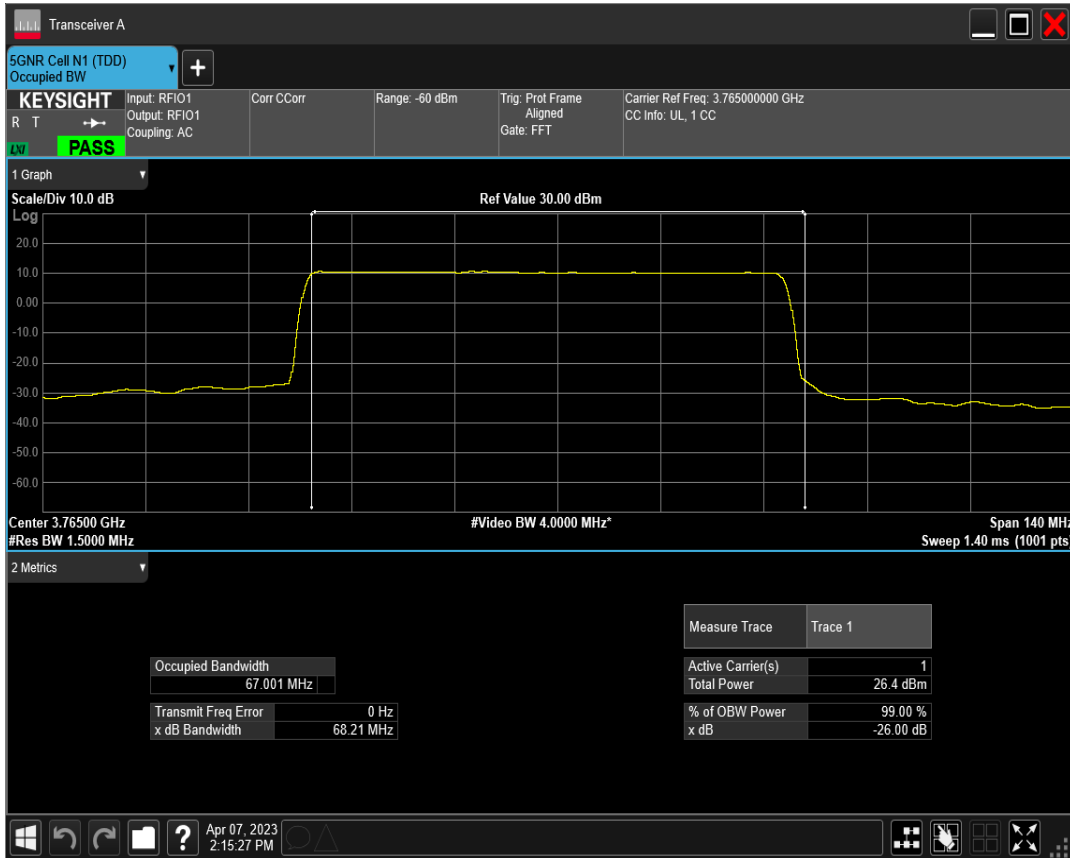 Transceiver A
5GNR Cell N1 (TDD)
Occupied BW
+
KEYSIGHT
R T
LXI
PASS
Input: RFIO1
Output: RFIO1
Coupling: AC
Corr CCorr
Range: -60 dBm
Trig: Prot Frame
Aligned
Gate: FFT
Carrier Ref Freq: 3.765000000 GHz
CC Info: UL, 1 CC
1 Graph
Scale/Div 10.0 dB
Ref Value 30.00 dBm
Log
20.0
10.0
0.00
-10.0
-20.0
-30.0
-40.0
-50.0
-60.0
Center 3.76500 GHz
#Video BW 4.0000 MHz*
Span 140 MHz
#Res BW 1.5000 MHz
Sweep 1.40 ms (1001 pts)
2 Metrics
Measure Trace Trace 1
Occupied Bandwidth
67.001 MHz
Active Carrier(s) 1
Total Power 26.4 dBm
Transmit Freq Error 0 Hz
x dB Bandwidth 68.21 MHz
% of OBW Power 99.00 %
x dB -26.00 dB
?
Apr 07, 2023
2:15:27 PM